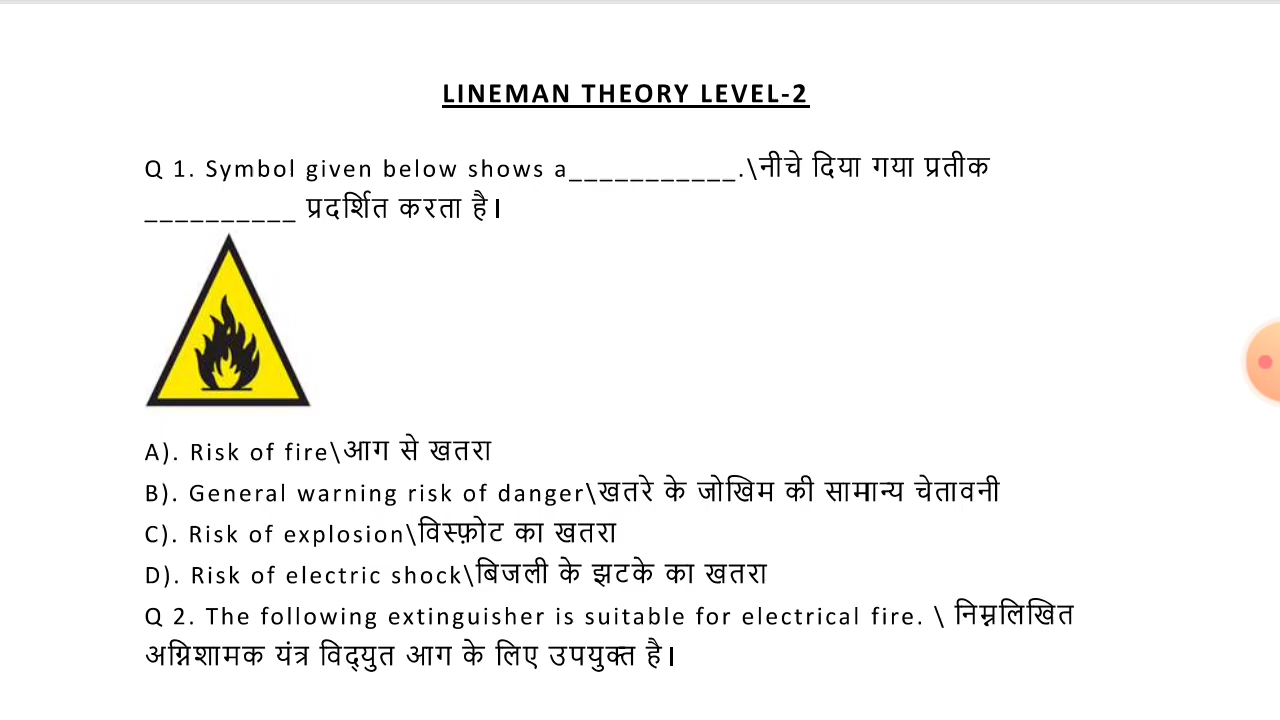 LINEMAN THEORY LEVEL-2
Q 1. Symbol given below shows a___________.\नीचे दिया गया प्रतीक
__________ प्रदर्शित करता है।
A). Risk of fire\आग से खतरा
B). General warning risk of danger\खतरे के जोखिम की सामान्य चेतावनी
C). Risk of explosion\विस्फ़ोट का खतरा
D). Risk of electric shock\बिजली के झटके का खतरा
Q 2. The following extinguisher is suitable for electrical fire. \ निम्नलिखित
अग्निशामक यंत्र विद्युत आग के लिए उपयुक्त है।